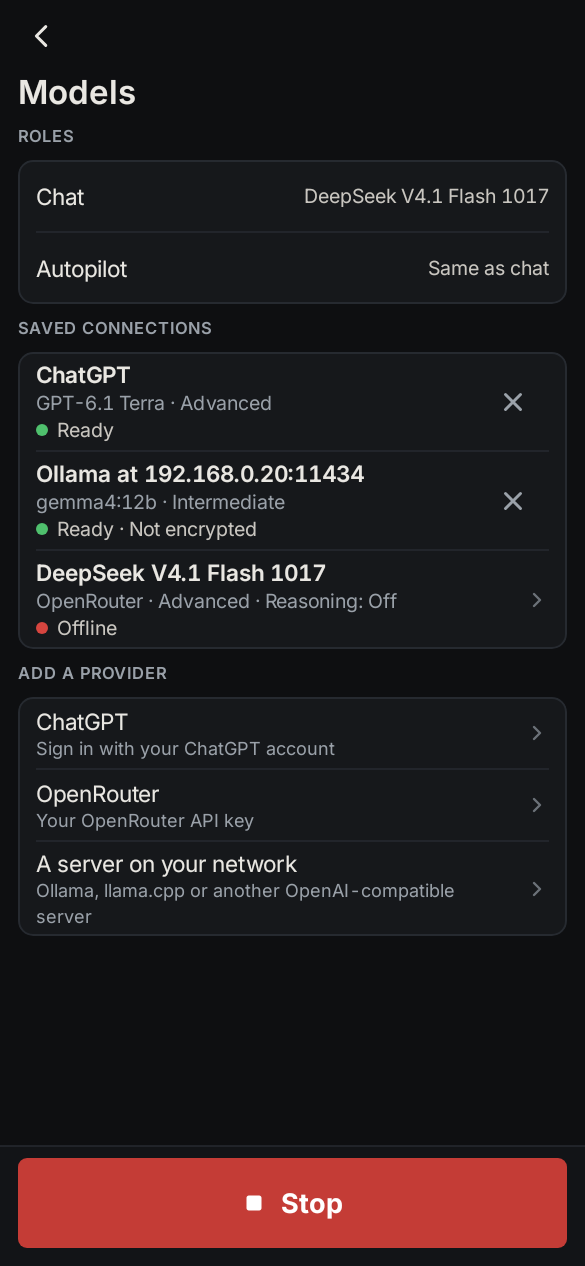 Models
ROLES
Chat
DeepSeek V4.1 Flash 1017
Autopilot
Same as chat
SAVED CONNECTIONS
ChatGPT
GPT-6.1 Terra · Advanced
Ready
Ollama at 192.168.0.20:11434
gemma4:12b · Intermediate
Ready · Not encrypted
DeepSeek V4.1 Flash 1017
OpenRouter · Advanced · Reasoning: Off
Offline
ADD A PROVIDER
ChatGPT
Sign in with your ChatGPT account
OpenRouter
Your OpenRouter API key
A server on your network
Ollama, llama.cpp or another OpenAI-compatible
server
Stop